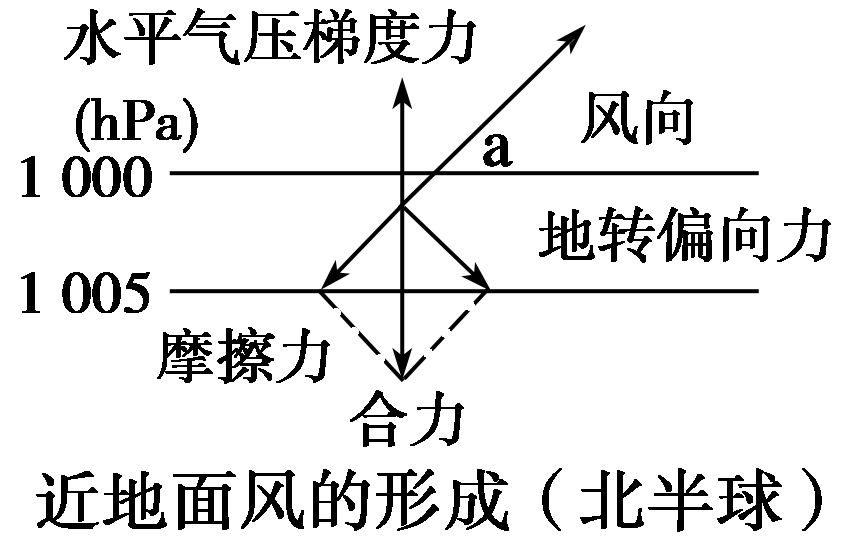 水平气压梯度力
(hPa)
风向
a
1 000
地转偏向力
1 005
摩擦力
合力
近地面风的形成（北半球）